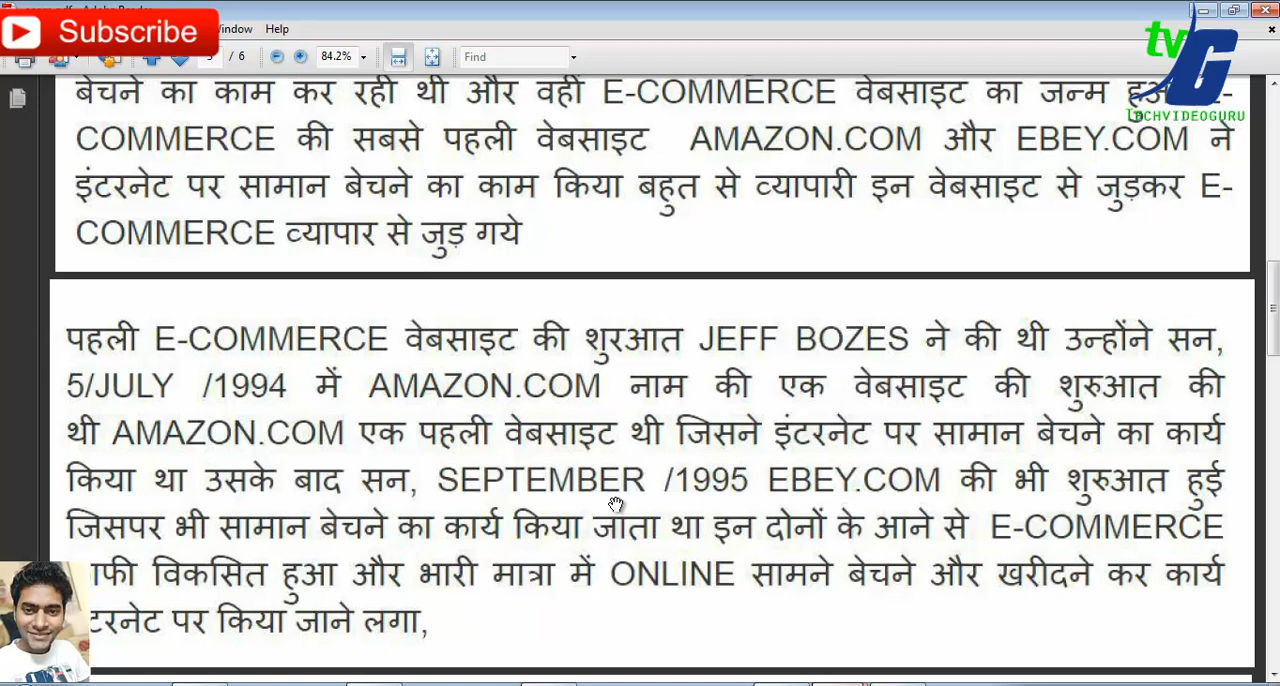 Subscribe
Window Help
/ 6 84.2% Find
बेचने का काम कर रही थी और वहीं E-COMMERCE वेबसाइट का जन्म हुआ E-
COMMERCE की सबसे पहली वेबसाइट AMAZON.COM और EBEY.COM ने
इंटरनेट पर सामान बेचने का काम किया बहुत से व्यापारी इन वेबसाइट से जुड़कर E-
COMMERCE व्यापार से जुड़ गये
tv G
TECHVIDEOGURU
पहली E-COMMERCE वेबसाइट की शुरआत JEFF BOZES ने की थी उन्होंने सन,
5/JULY /1994 में AMAZON.COM नाम की एक वेबसाइट की शुरुआत की
थी AMAZON.COM एक पहली वेबसाइट थी जिसने इंटरनेट पर सामान बेचने का कार्य
किया था उसके बाद सन, SEPTEMBER /1995 EBEY.COM की भी शुरुआत हुई
जिसपर भी सामान बेचने का कार्य किया जाता था इन दोनों के आने से E-COMMERCE
काफी विकसित हुआ और भारी मात्रा में ONLINE सामने बेचने और खरीदने कर कार्य
इंटरनेट पर किया जाने लगा,